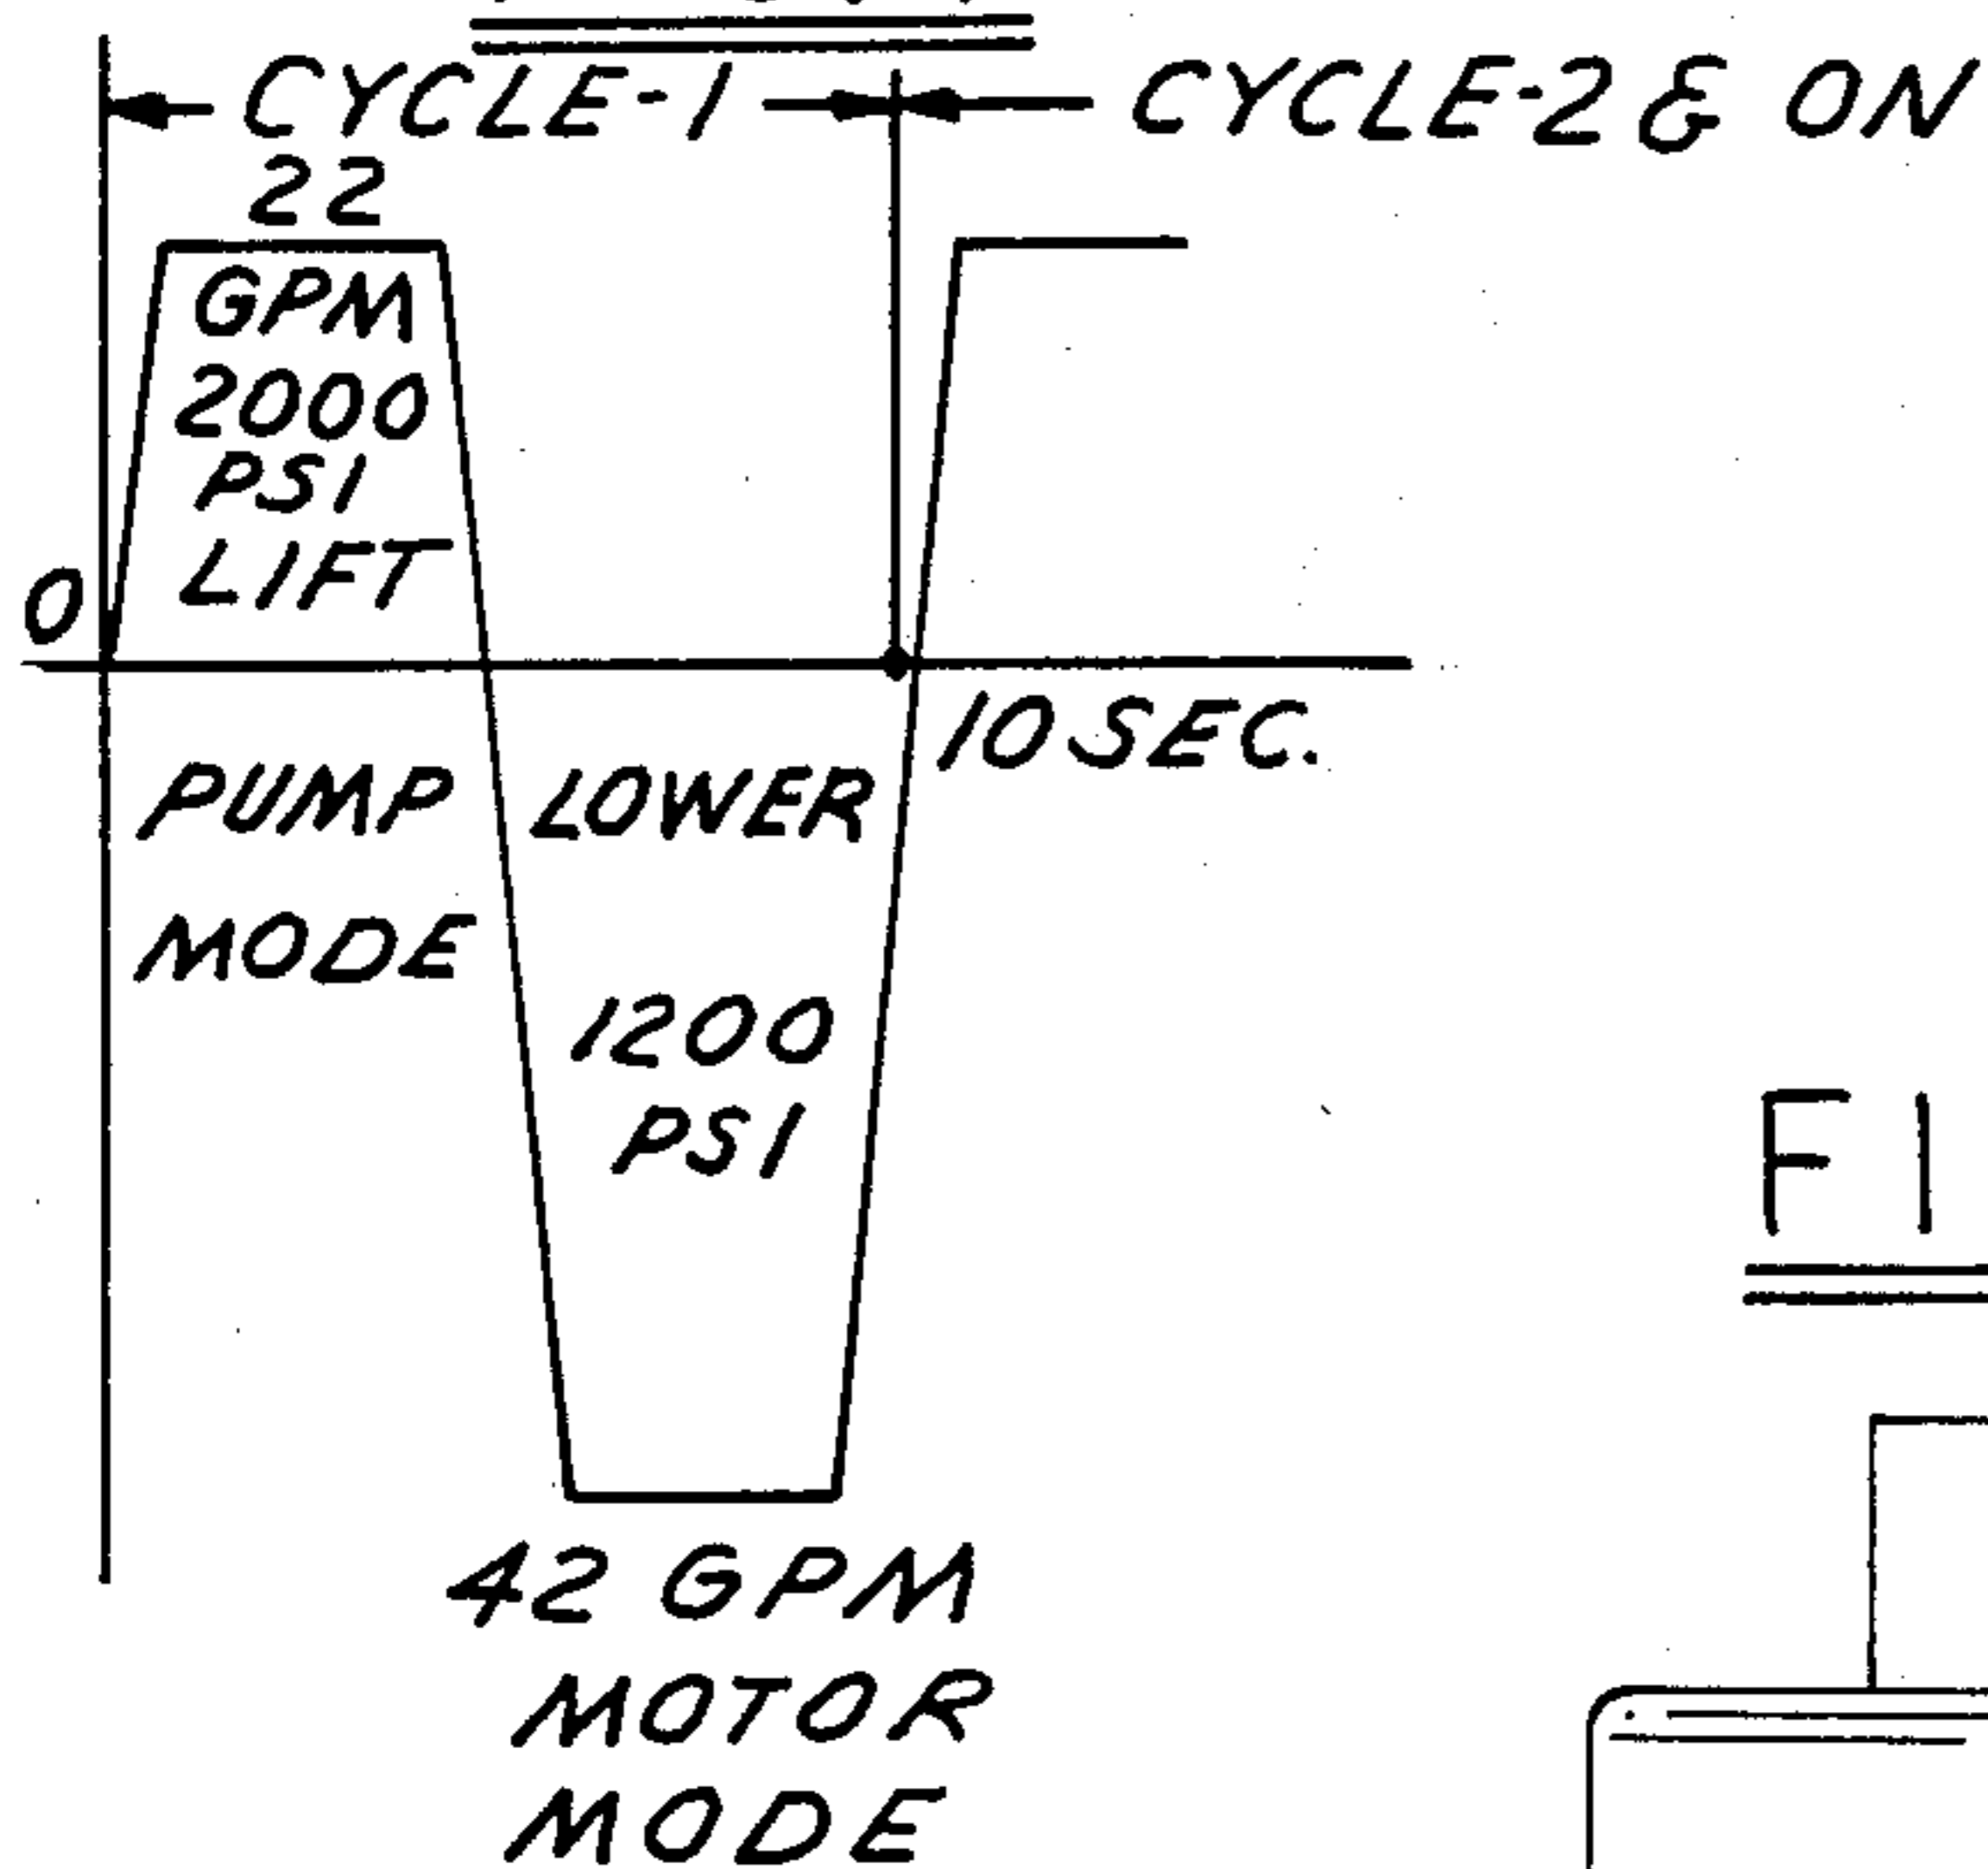 CYCLE-1 CYCLE-2 & ON
22
GPM
2000
PSI
LIFT
0
10 SEC.
PUMP LOWER
MODE
1200
PSI
FI
42 GPM
MOTOR
MODE